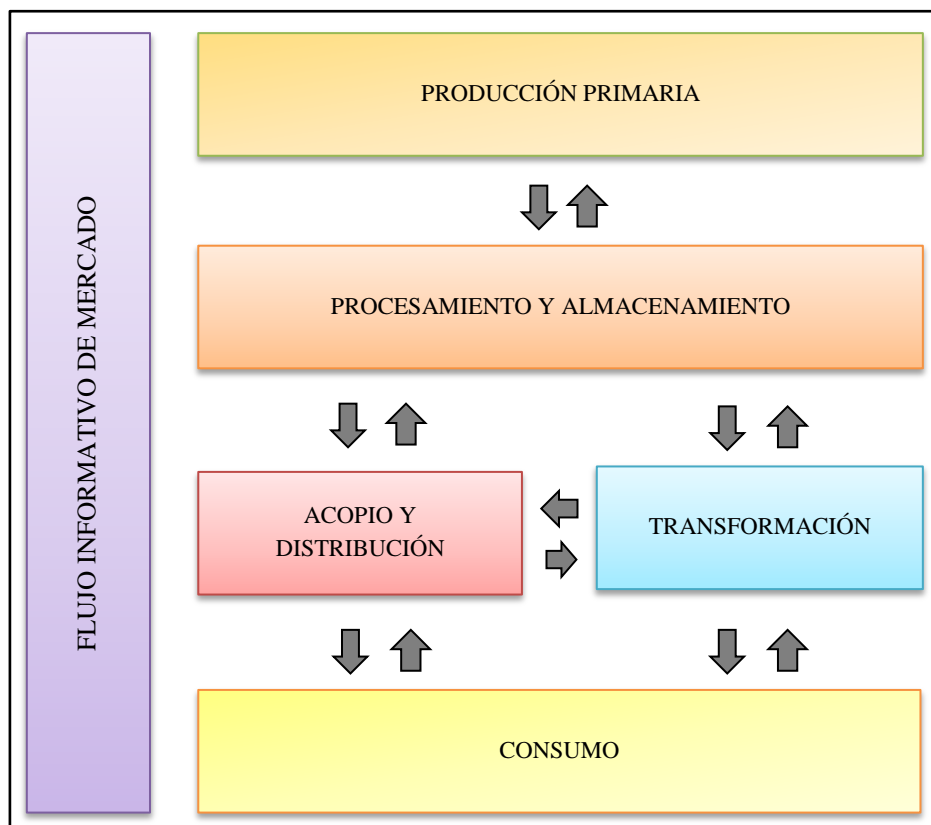 FLUJO INFORMATIVO DE MERCADO
PRODUCCIÓN PRIMARIA
PROCESAMIENTO Y ALMACENAMIENTO
ACOPIO Y
DISTRIBUCIÓN
TRANSFORMACIÓN
CONSUMO